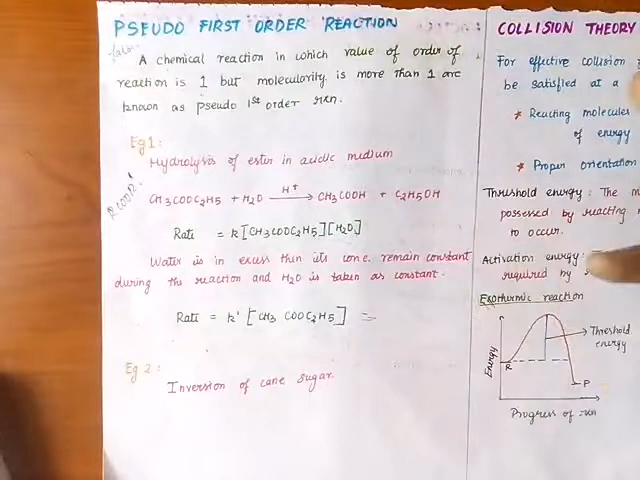 PSEUDO FIRST ORDER REACTION
A chemical reaction in which value of order of
reaction is 1 but molecularity is more than 1 are
known as pseudo 1st order rxn.
Eg 1:
Hydrolysis of ester in acidic medium
RCOOR'
CH3COOC2H5 + H2O H+ → CH3COOH + C2H5OH
Rate = k[CH3COOC2H5][H2O]
Water is in excess then its conc. remain constant
during the reaction and H2O is taken as constant.
Rate = k' [CH3 COOC2H5] =
Eg 2:
Inversion of cane sugar.
COLLISION THEORY
For effective collision
be satisfied at a
* Reacting molecules
of energy
* Proper orientation
Threshold energy: The
possessed by reacting
to occur.
Activation energy:
required by
Exothermic reaction
Energy
R
P
Threshold
energy
Progress of rxn